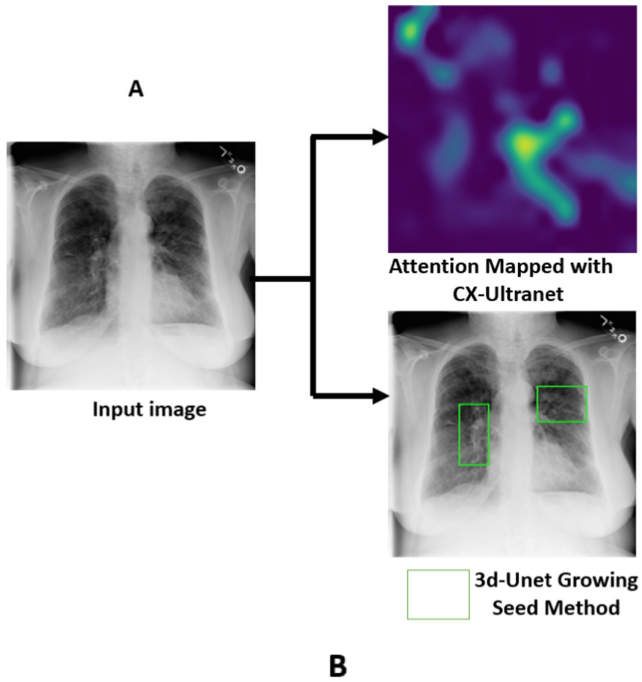 A
Input image
Attention Mapped with
CX-Ultranet
3d-Unet Growing
Seed Method
B